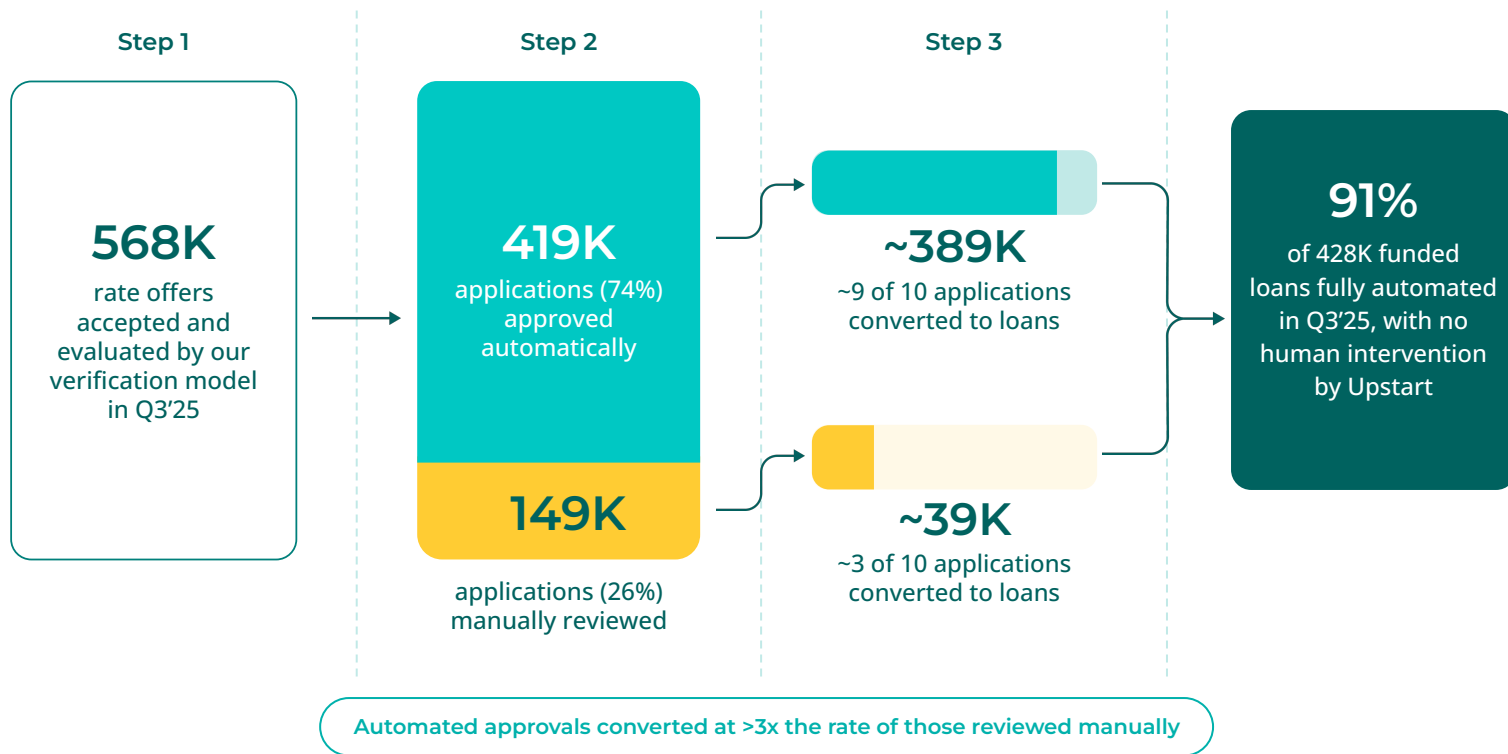 Step 1
568K
rate offers
accepted and
evaluated by our
verification model
in Q3’25
Step 2
419K
applications (74%)
approved
automatically
149K
applications (26%)
manually reviewed
Step 3
~389K
~9 of 10 applications
converted to loans
~39K
~3 of 10 applications
converted to loans
91%
of 428K funded
loans fully automated
in Q3’25, with no
human intervention
by Upstart
Automated approvals converted at >3x the rate of those reviewed manually